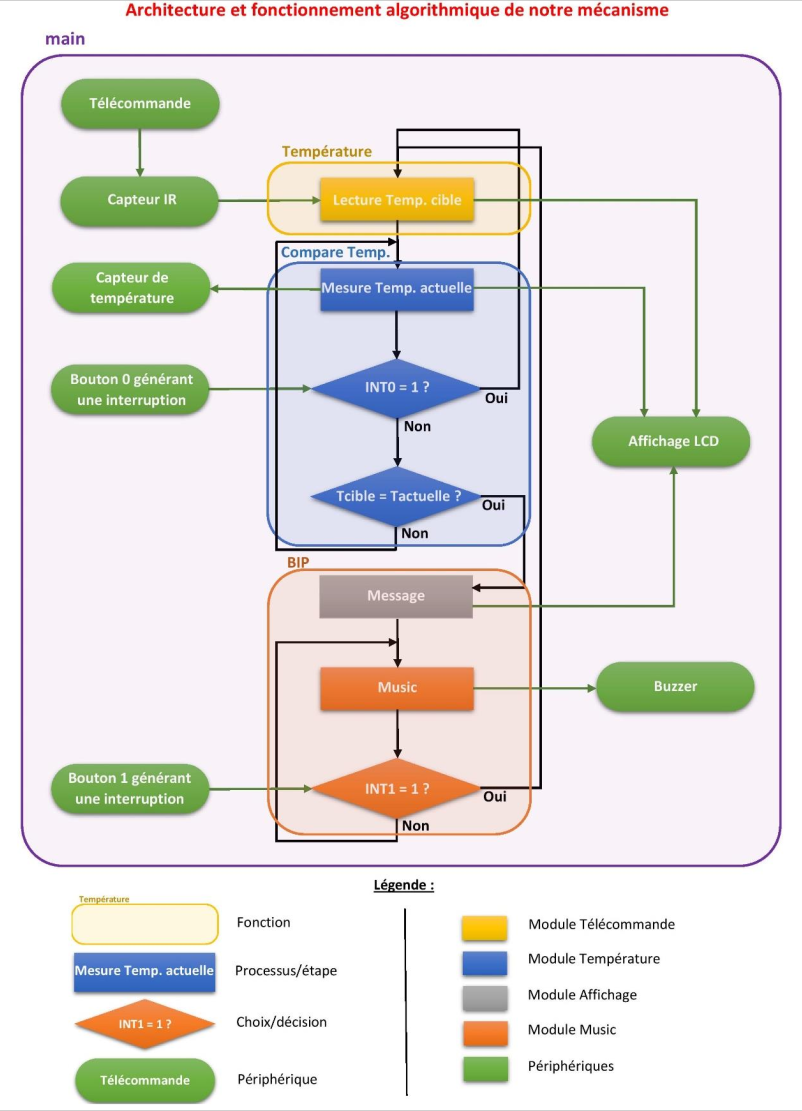 Architecture et fonctionnement algorithmique de notre mécanisme
main
Télécommande
Température
Capteur IR
Lecture Temp. cible
Compare Temp.
Capteur de
température
Mesure Temp. actuelle
Bouton 0 générant
une interruption
INT0 = 1 ?
Oui
Non
Affichage LCD
Tcible = Tactuelle ?
Oui
Non
BIP
Message
Music
Buzzer
Bouton 1 générant
une interruption
INT1 = 1 ?
Oui
Non
Légende :
Température
Fonction
Mesure Temp. actuelle
Processus/étape
INT1 = 1 ?
Choix/décision
Télécommande
Périphérique
Module Télécommande
Module Température
Module Affichage
Module Music
Périphériques